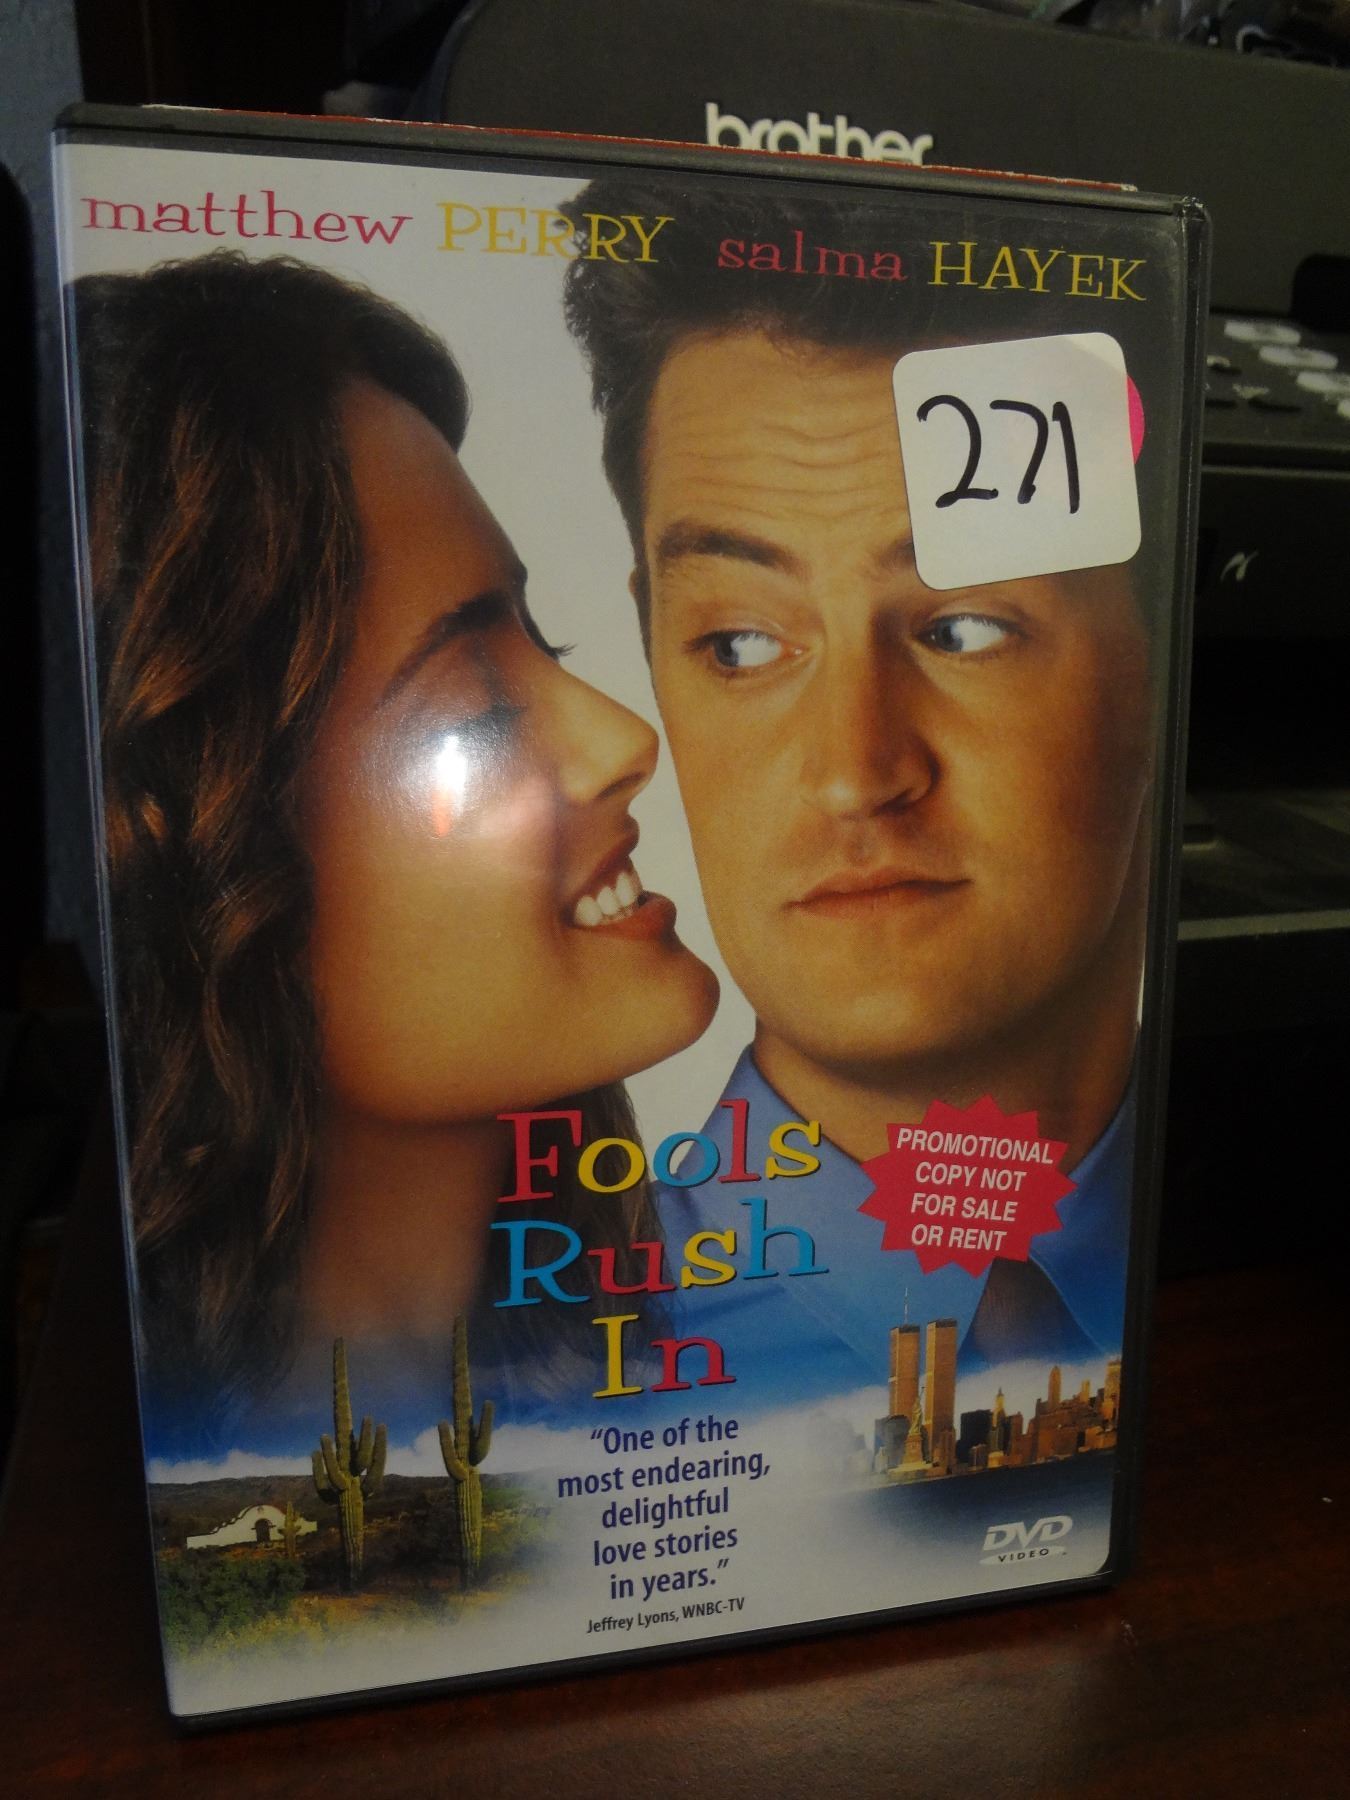 brother
matthew PERRY salma HAYEK
271
Fools
Rush
In
PROMOTIONAL
COPY NOT
FOR SALE
OR RENT
"One of the
most endearing,
delightful
love stories
in years."
Jeffrey Lyons, WNBC-TV
DVD
VIDEO